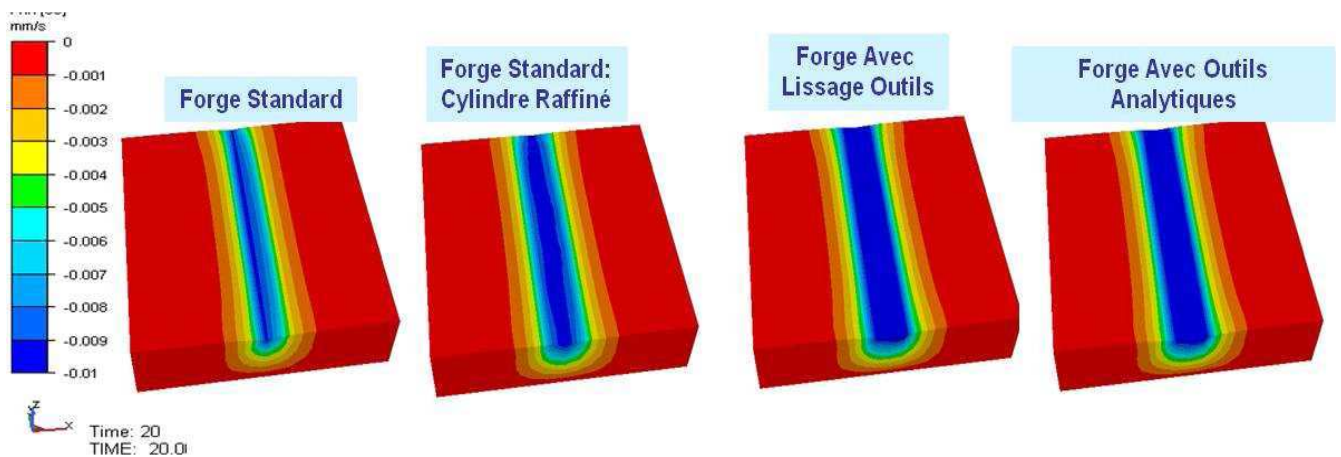 mm/s
0
-0.001
-0.002
-0.003
-0.004
-0.005
-0.006
-0.007
-0.008
-0.009
-0.01
Forge Standard
Forge Standard:
Cylindre Raffiné
Forge Avec
Lissage Outils
Forge Avec Outils
Analytiques
z
x
Time: 20
TIME: 20.0